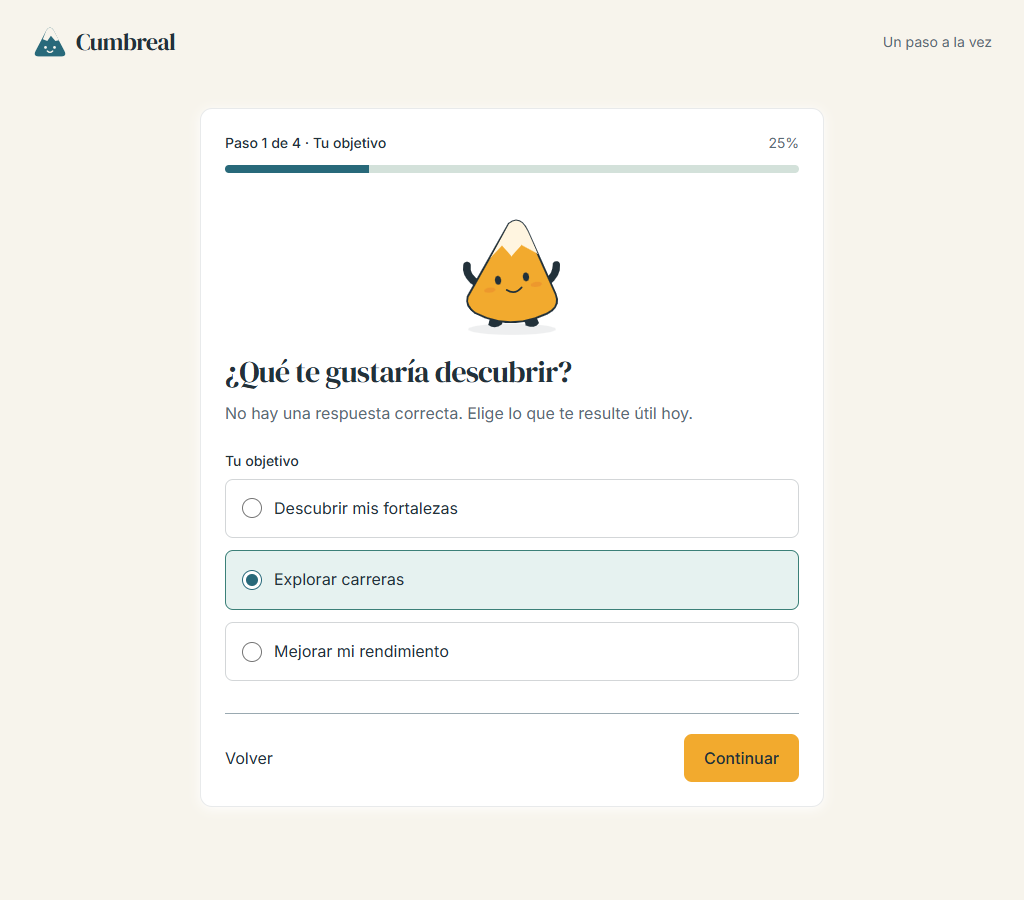 Cumbreal
Un paso a la vez
Paso 1 de 4 · Tu objetivo
25%
¿Qué te gustaría descubrir?
No hay una respuesta correcta. Elige lo que te resulte útil hoy.
Tu objetivo
Descubrir mis fortalezas
Explorar carreras
Mejorar mi rendimiento
Volver
Continuar